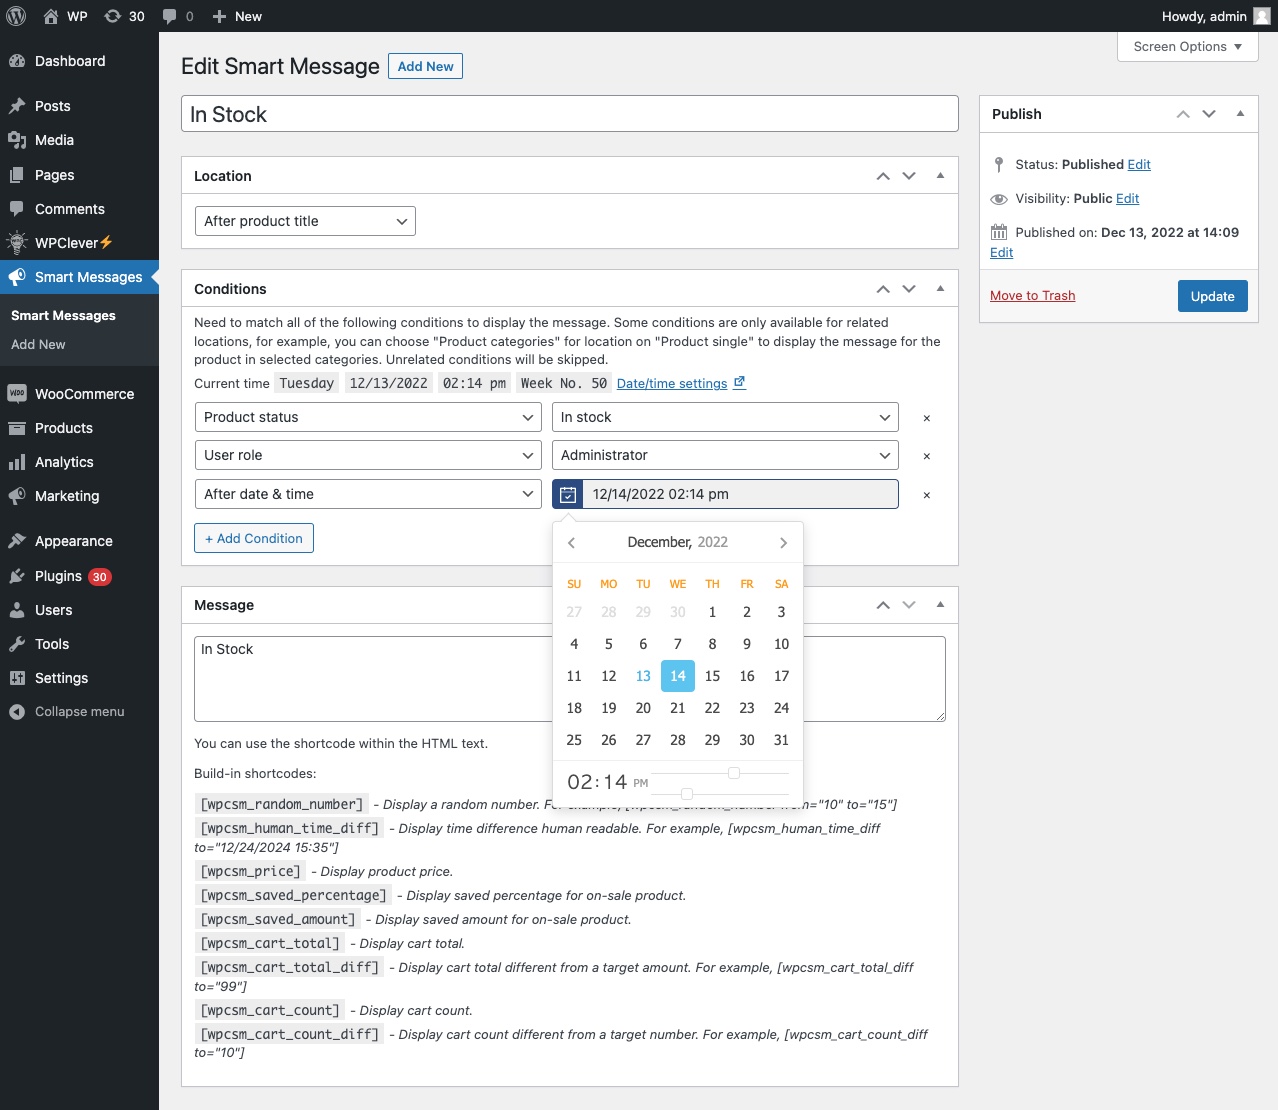 WP 30 0 + New Howdy, admin
Screen Options
Dashboard
Posts
Media
Pages
Comments
WPClever
Smart Messages
Smart Messages
Add New
WooCommerce
Products
Analytics
Marketing
Appearance
Plugins 30
Users
Tools
Settings
Collapse menu
Edit Smart Message Add New
In Stock
Location
After product title
Conditions
Need to match all of the following conditions to display the message. Some conditions are only available for related
locations, for example, you can choose "Product categories" for location on "Product single" to display the message for the
product in selected categories. Unrelated conditions will be skipped.
Current time Tuesday 12/13/2022 02:14 pm Week No. 50 Date/time settings
Product status In stock ×
User role Administrator ×
After date & time 12/14/2022 02:14 pm ×
+ Add Condition
December, 2022
SU MO TU WE TH FR SA
27 28 29 30 1 2 3
4 5 6 7 8 9 10
11 12 13 14 15 16 17
18 19 20 21 22 23 24
25 26 27 28 29 30 31
02:14 PM
Message
In Stock
You can use the shortcode within the HTML text.
Build-in shortcodes:
[wpcsm_random_number] - Display a random number. For example, [wpcsm_random_number from="10" to="15"]
[wpcsm_human_time_diff] - Display time difference human readable. For example, [wpcsm_human_time_diff
to="12/24/2024 15:35"]
[wpcsm_price] - Display product price.
[wpcsm_saved_percentage] - Display saved percentage for on-sale product.
[wpcsm_saved_amount] - Display saved amount for on-sale product.
[wpcsm_cart_total] - Display cart total.
[wpcsm_cart_total_diff] - Display cart total different from a target amount. For example, [wpcsm_cart_total_diff
to="99"]
[wpcsm_cart_count] - Display cart count.
[wpcsm_cart_count_diff] - Display cart count different from a target number. For example, [wpcsm_cart_count_diff
to="10"]
Publish
Status: Published Edit
Visibility: Public Edit
Published on: Dec 13, 2022 at 14:09
Edit
Move to Trash Update